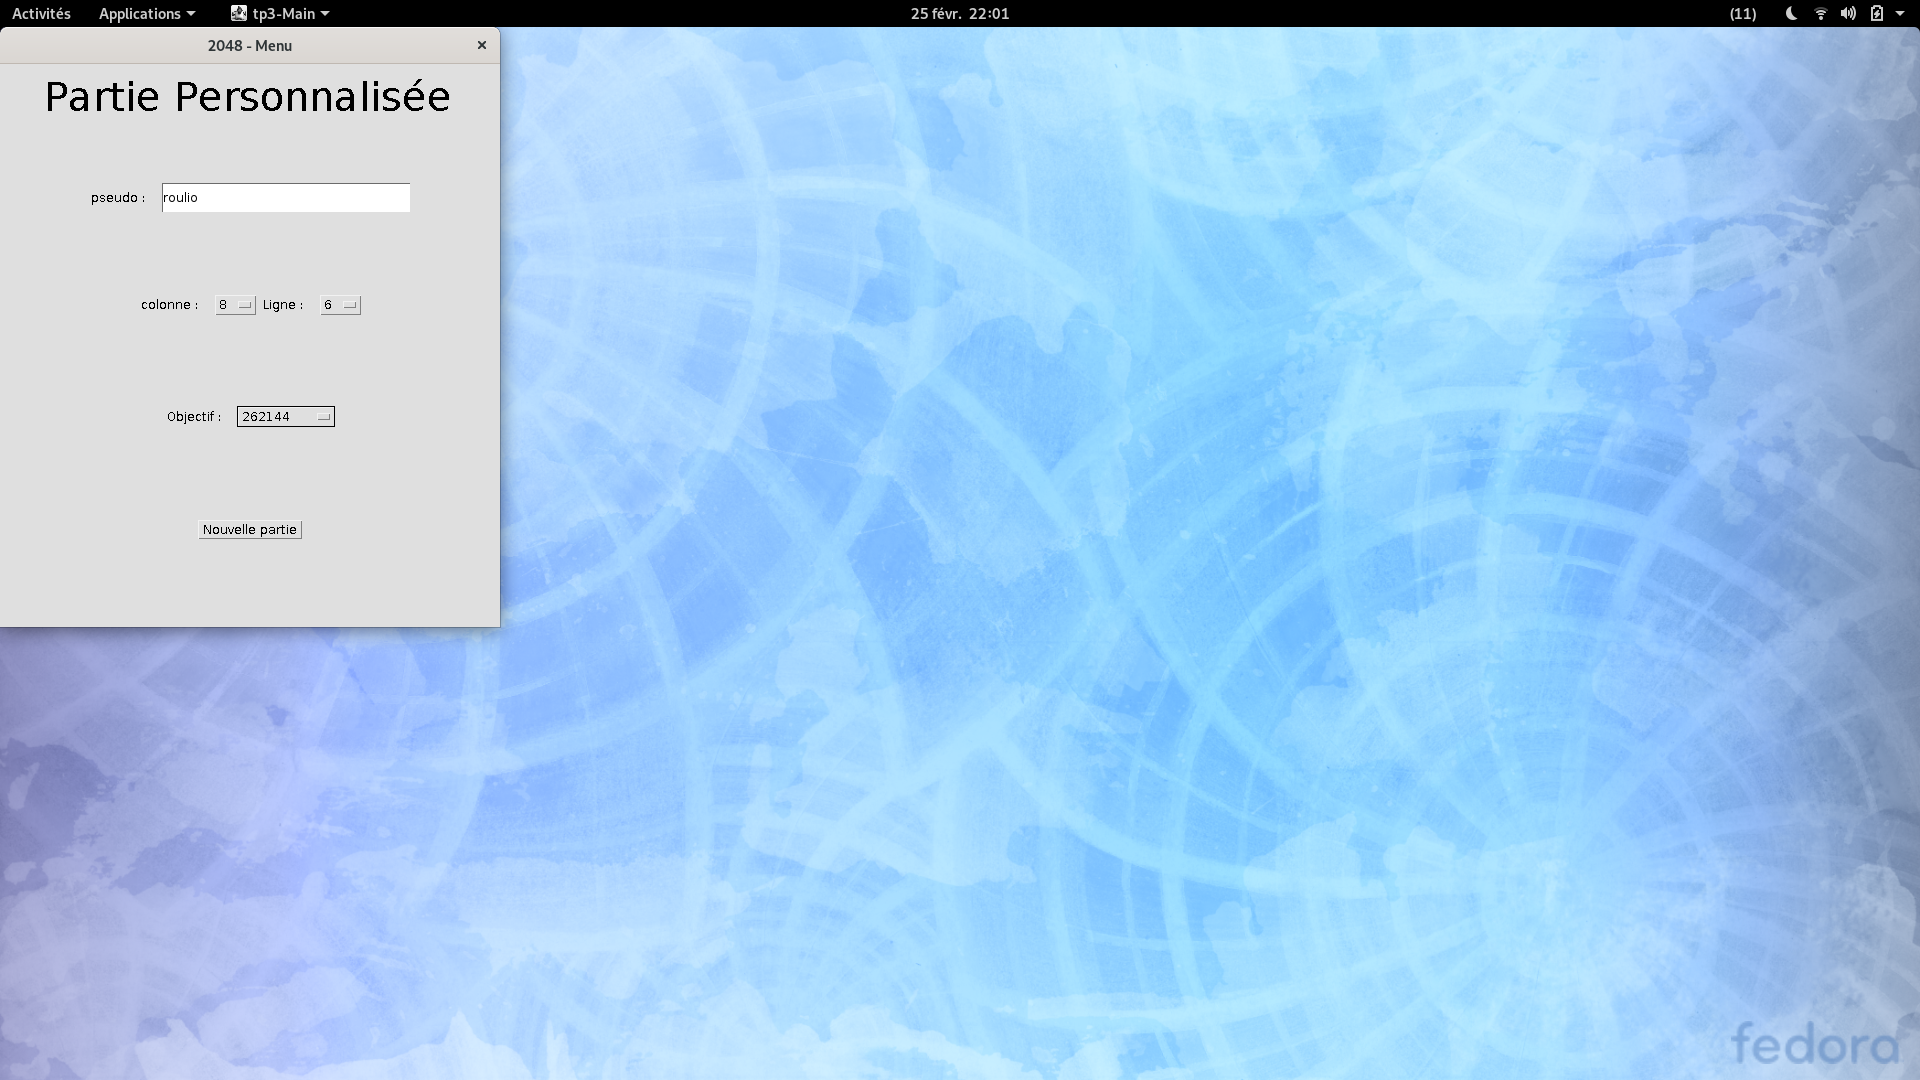 Activités Applications tp3-Main 25 févr. 22:01 (11)
2048 - Menu
Partie Personnalisée
pseudo : roulio
colonne : 8 Ligne : 6
Objectif : 262144
Nouvelle partie
fedora